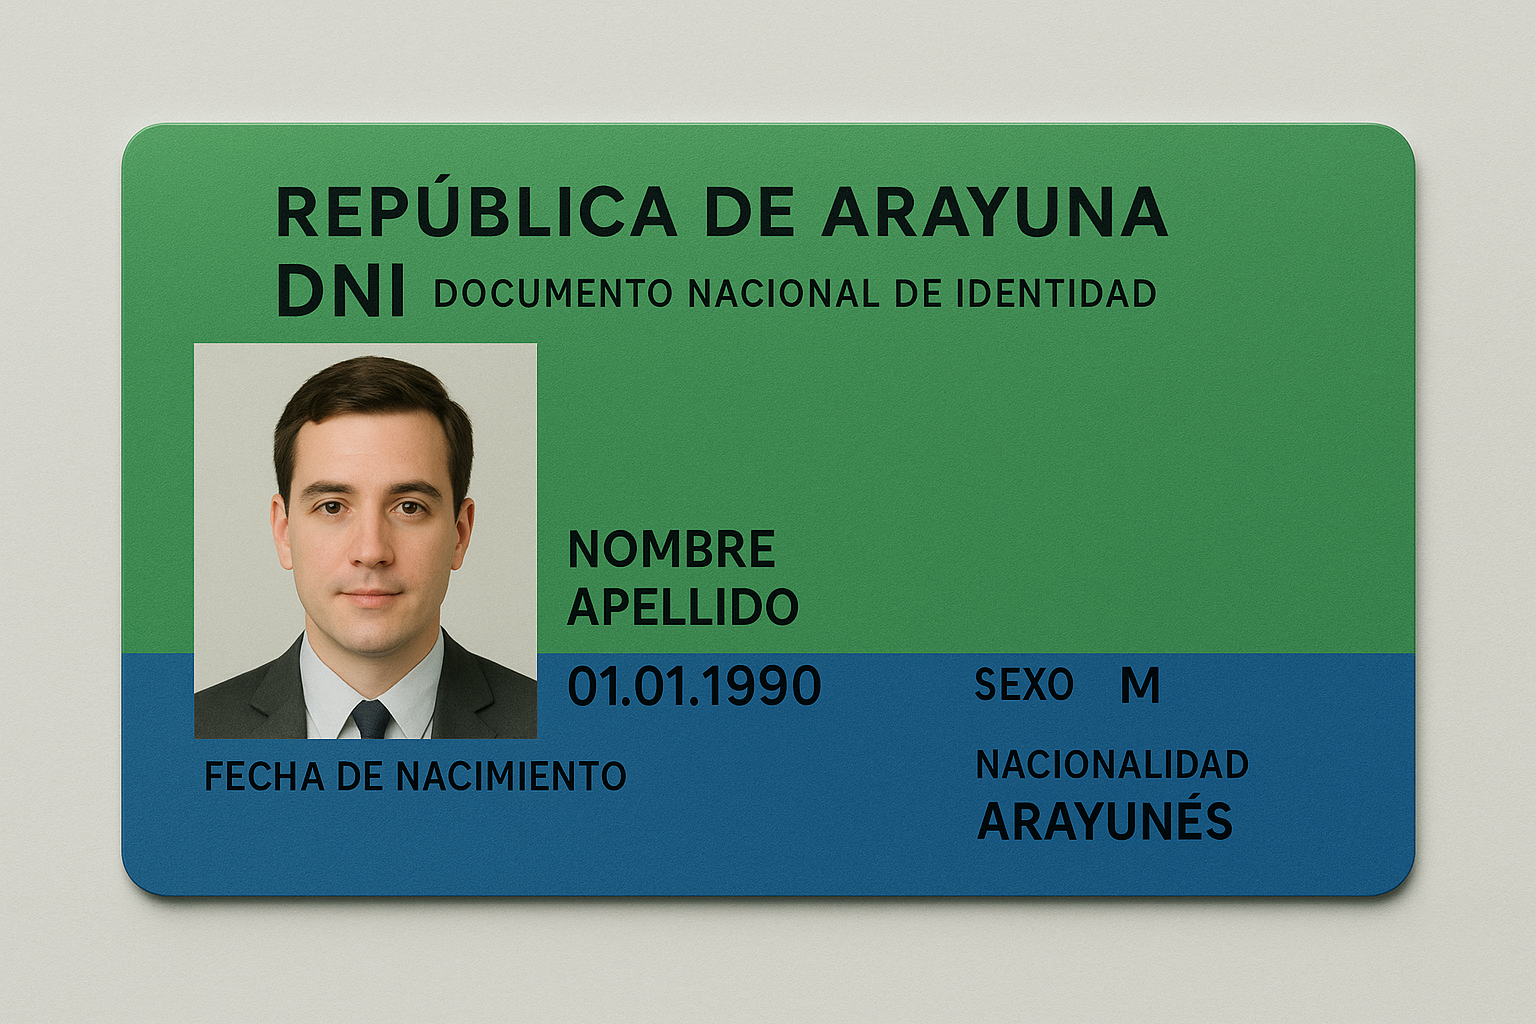 REPÚBLICA DE ARAYUNA
DNI DOCUMENTO NACIONAL DE IDENTIDAD
NOMBRE
APELLIDO
01.01.1990
SEXO M
FECHA DE NACIMIENTO
NACIONALIDAD
ARAYUNÉS